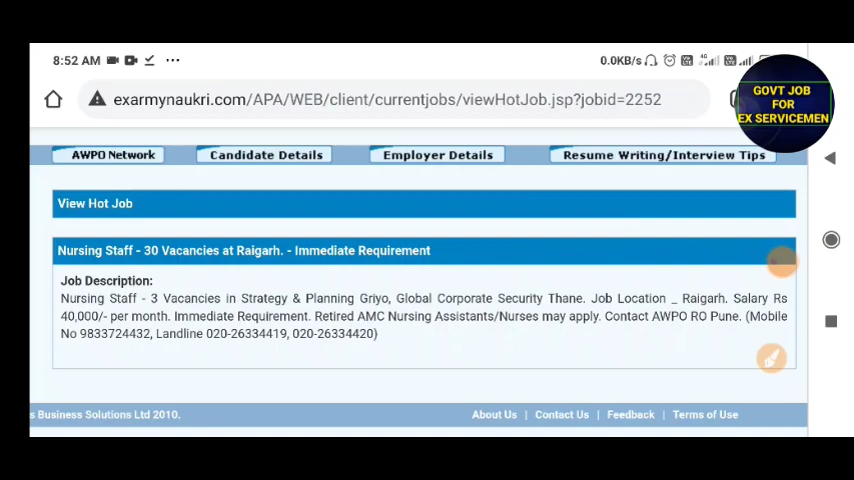 8:52 AM
0.0KB/s
4G
exarmynaukri.com/APA/WEB/client/currentjobs/viewHotJob.jsp?jobid=2252
GOVT JOB
FOR
EX SERVICEMEN
AWPO Network
Candidate Details
Employer Details
Resume Writing/Interview Tips
View Hot Job
Nursing Staff - 30 Vacancies at Raigarh. - Immediate Requirement
Job Description:
Nursing Staff - 3 Vacancies in Strategy & Planning Griyo, Global Corporate Security Thane. Job Location _ Raigarh. Salary Rs
40,000/- per month. Immediate Requirement. Retired AMC Nursing Assistants/Nurses may apply. Contact AWPO RO Pune. (Mobile
No 9833724432, Landline 020-26334419, 020-26334420)
s Business Solutions Ltd 2010.
About Us | Contact Us | Feedback | Terms of Use